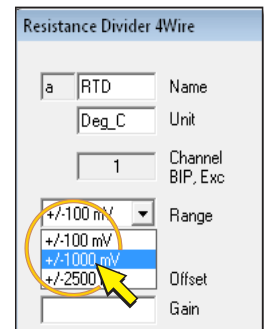 Resistance Divider 4Wire
a RTD Name
Deg_C Unit
1 Channel
BIP, Exc
+/-100 mV Range
+/-100 mV
+/-1000 mV
+/-2500 Offset
Gain